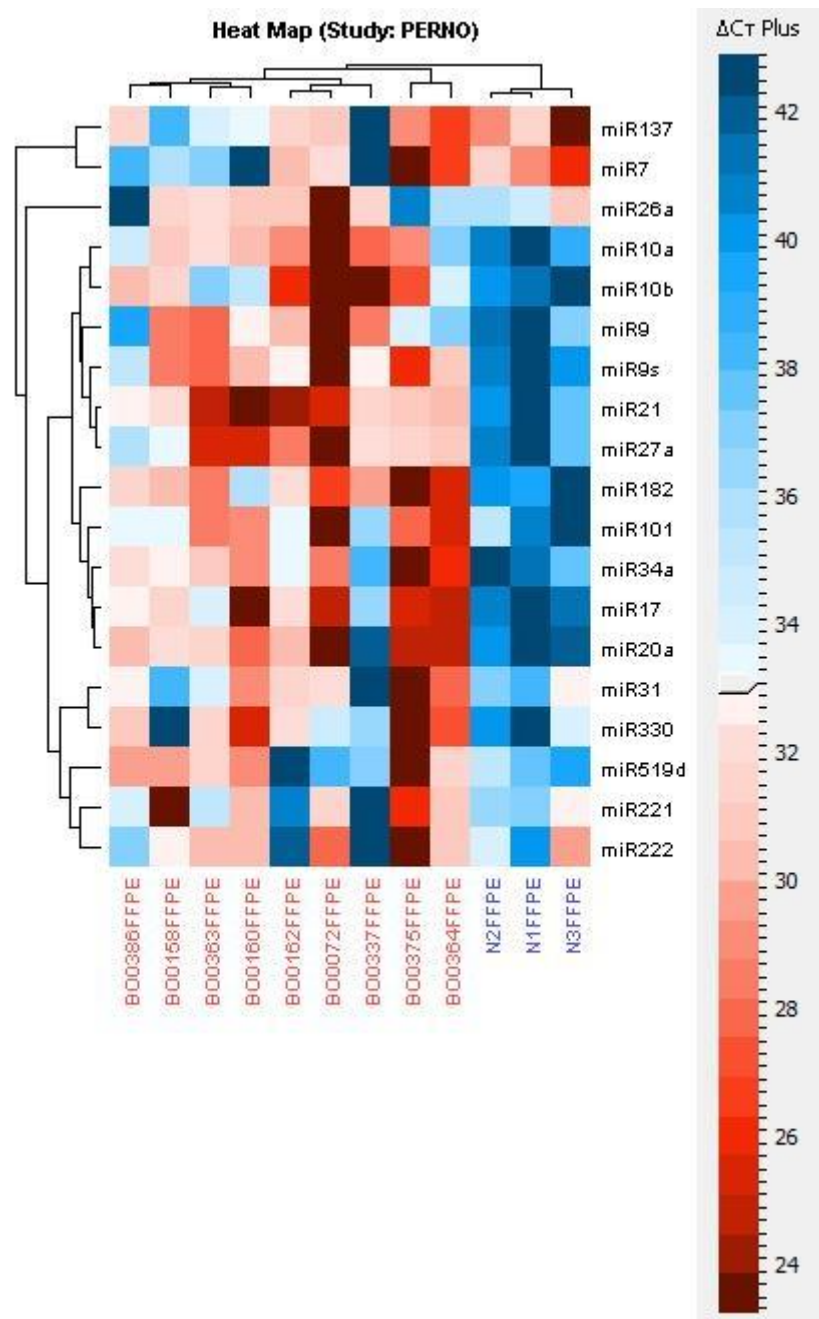 Heat Map (Study: PERNO)
ΔCт Plus
miR137
miR7
miR26a
miR10a
miR10b
miR9
miR9s
miR21
miR27a
miR182
miR101
miR34a
miR17
miR20a
miR31
miR330
miR519d
miR221
miR222
BO0386FFPE
BO0158FFPE
BO0363FFPE
BO0160FFPE
BO0162FFPE
BO0072FFPE
BO0337FFPE
BO0375FFPE
BO0364FFPE
N2FFPE
N1FFPE
N3FFPE
42
40
38
36
34
32
30
28
26
24